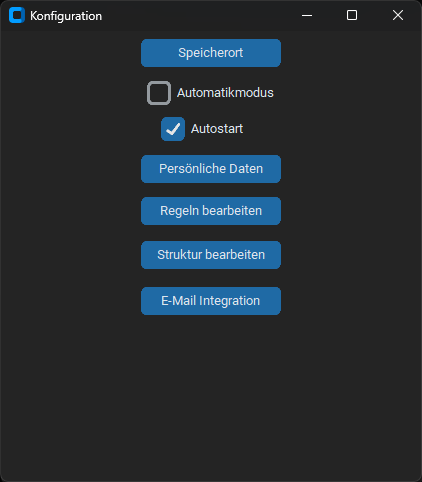 Konfiguration
Speicherort
Automatikmodus
Autostart
Persönliche Daten
Regeln bearbeiten
Struktur bearbeiten
E-Mail Integration